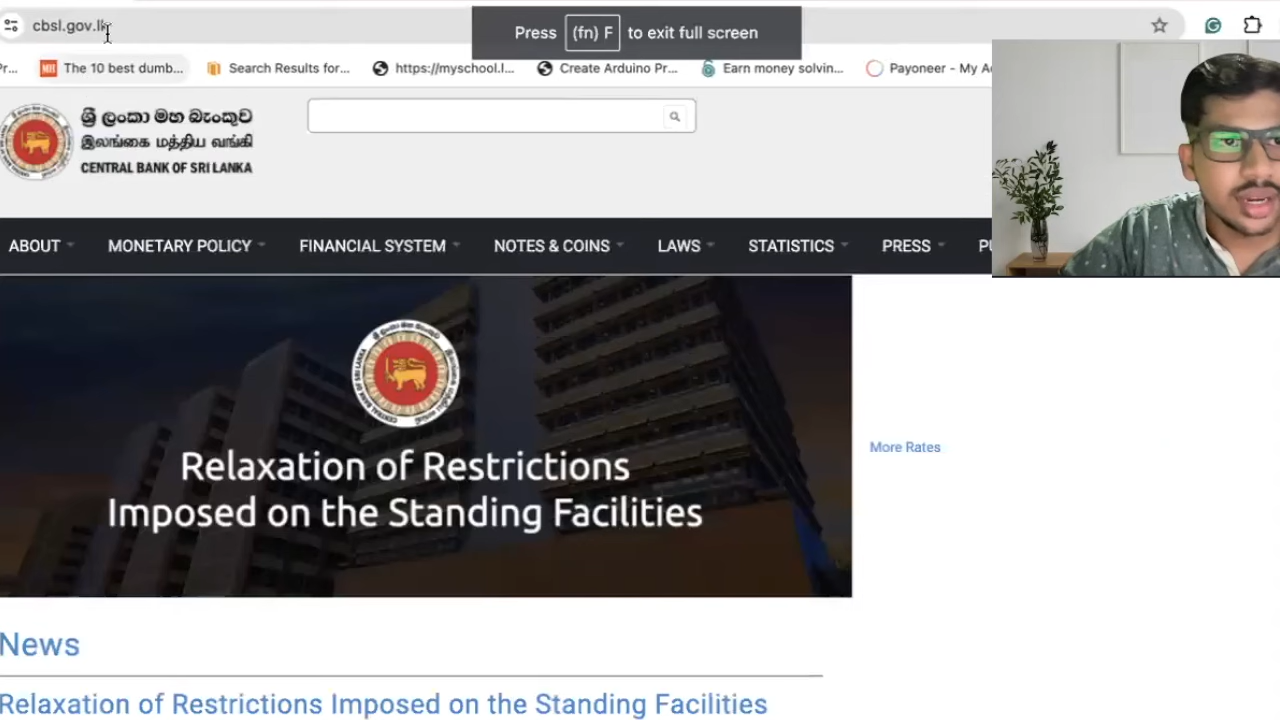 cbsl.gov.lk
Press (fn) F to exit full screen
The 10 best dumb...
Search Results for...
https://myschool.l...
Create Arduino Pr...
Earn money solvin...
Payoneer - My A
ශ්‍රී ලංකා මහ බැංකුව
இலங்கை மத்திய வங்கி
CENTRAL BANK OF SRI LANKA
ABOUT
MONETARY POLICY
FINANCIAL SYSTEM
NOTES & COINS
LAWS
STATISTICS
PRESS
Relaxation of Restrictions
Imposed on the Standing Facilities
More Rates
News
Relaxation of Restrictions Imposed on the Standing Facilities